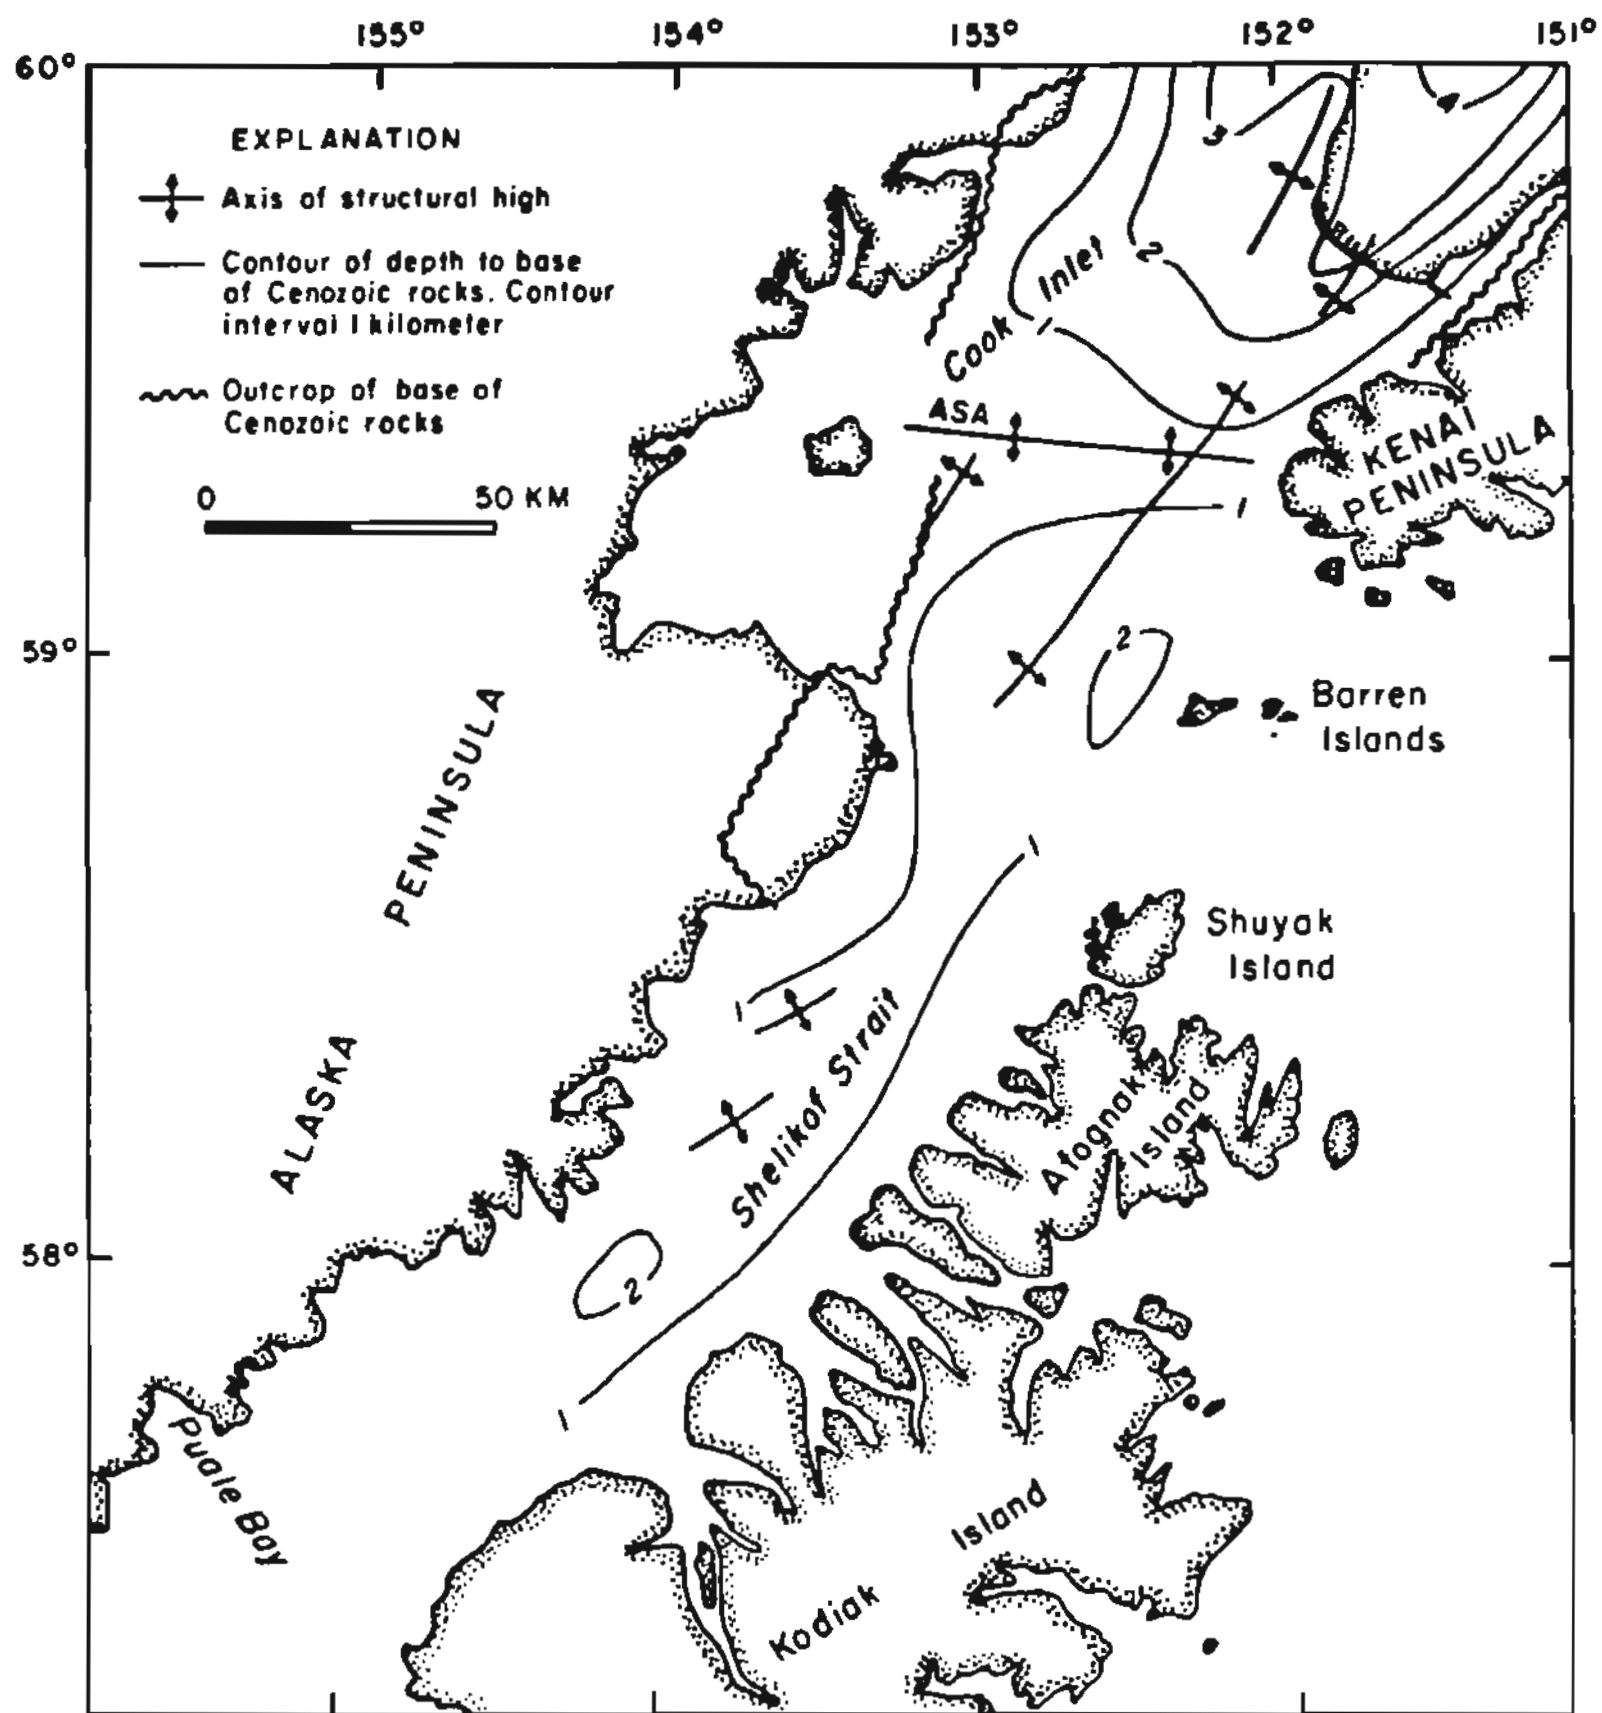 155° 154° 153° 152° 151°
60°
EXPLANATION
Axis of structural high
Contour of depth to base
of Cenozoic rocks. Contour
interval 1 kilometer
Outcrop of base of
Cenozoic rocks
0 50 KM
3
4
2
1
Cook Inlet
ASA
KENAI
PENINSULA
1
59°
2
Barren
Islands
ALASKA PENINSULA
1
Shuyak
Island
1
Shelikof Strait
Afognak
Island
58°
2
1
Puale Bay
Kodiak Island